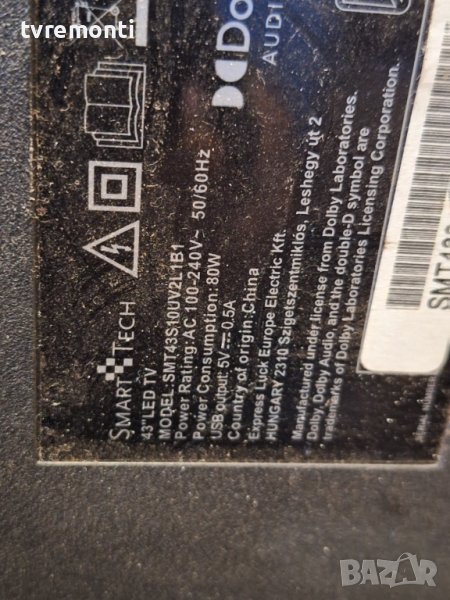 tvremonti
SMART TECH
43" LED TV
MODEL: SMT43S10UV2L1B1
Power Rating: AC 100-240V~ 50/60Hz
Power Consumption: 80W
USB output: 5V⎓0.5A
Country of origin: China
Express Luck Europe Electric Kft.
HUNGARY 2310 Szigetszentmiklós, Leshegy út 2
Manufactured under license from Dolby Laboratories.
Dolby, Dolby Audio, and the double-D symbol are
trademarks of Dolby Laboratories Licensing Corporation.
Do
AUDI
BAZAR